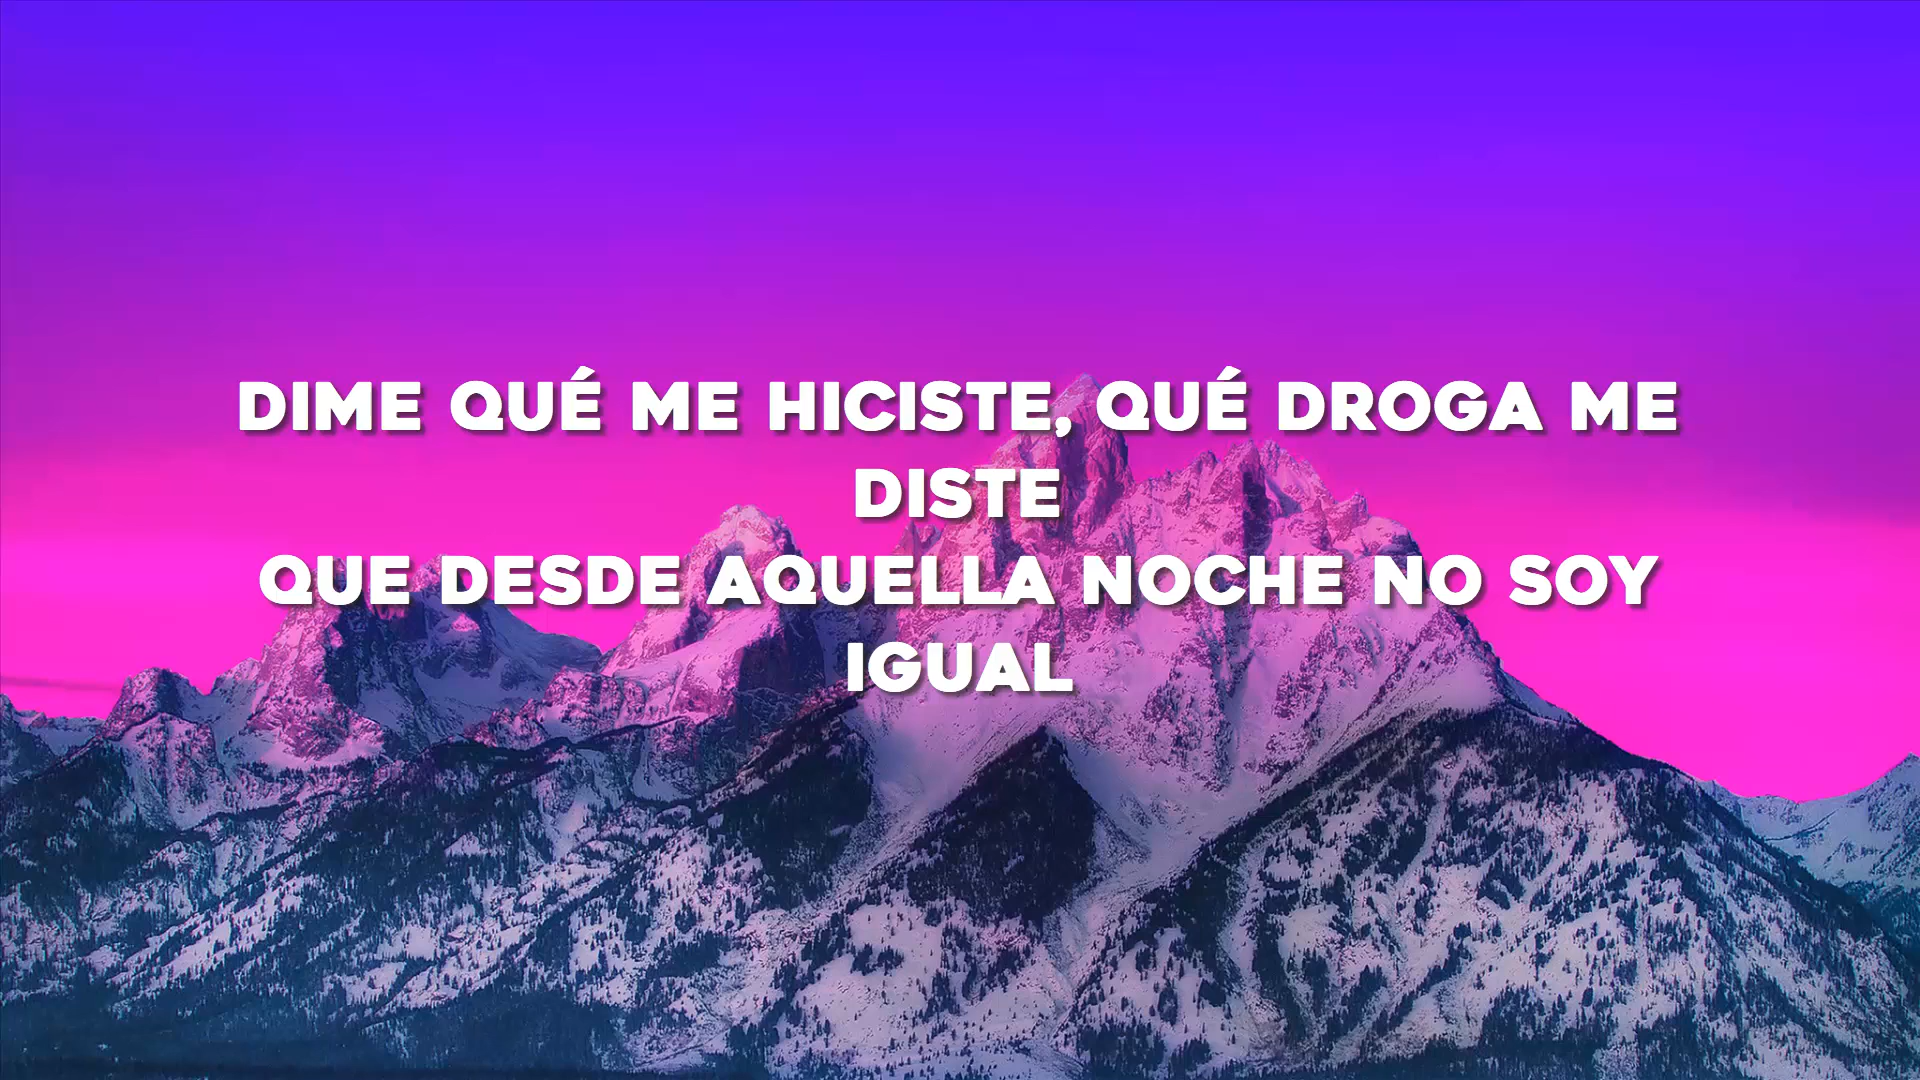 DIME QUÉ ME HICISTE, QUÉ DROGA ME
DISTE
QUE DESDE AQUELLA NOCHE NO SOY
IGUAL